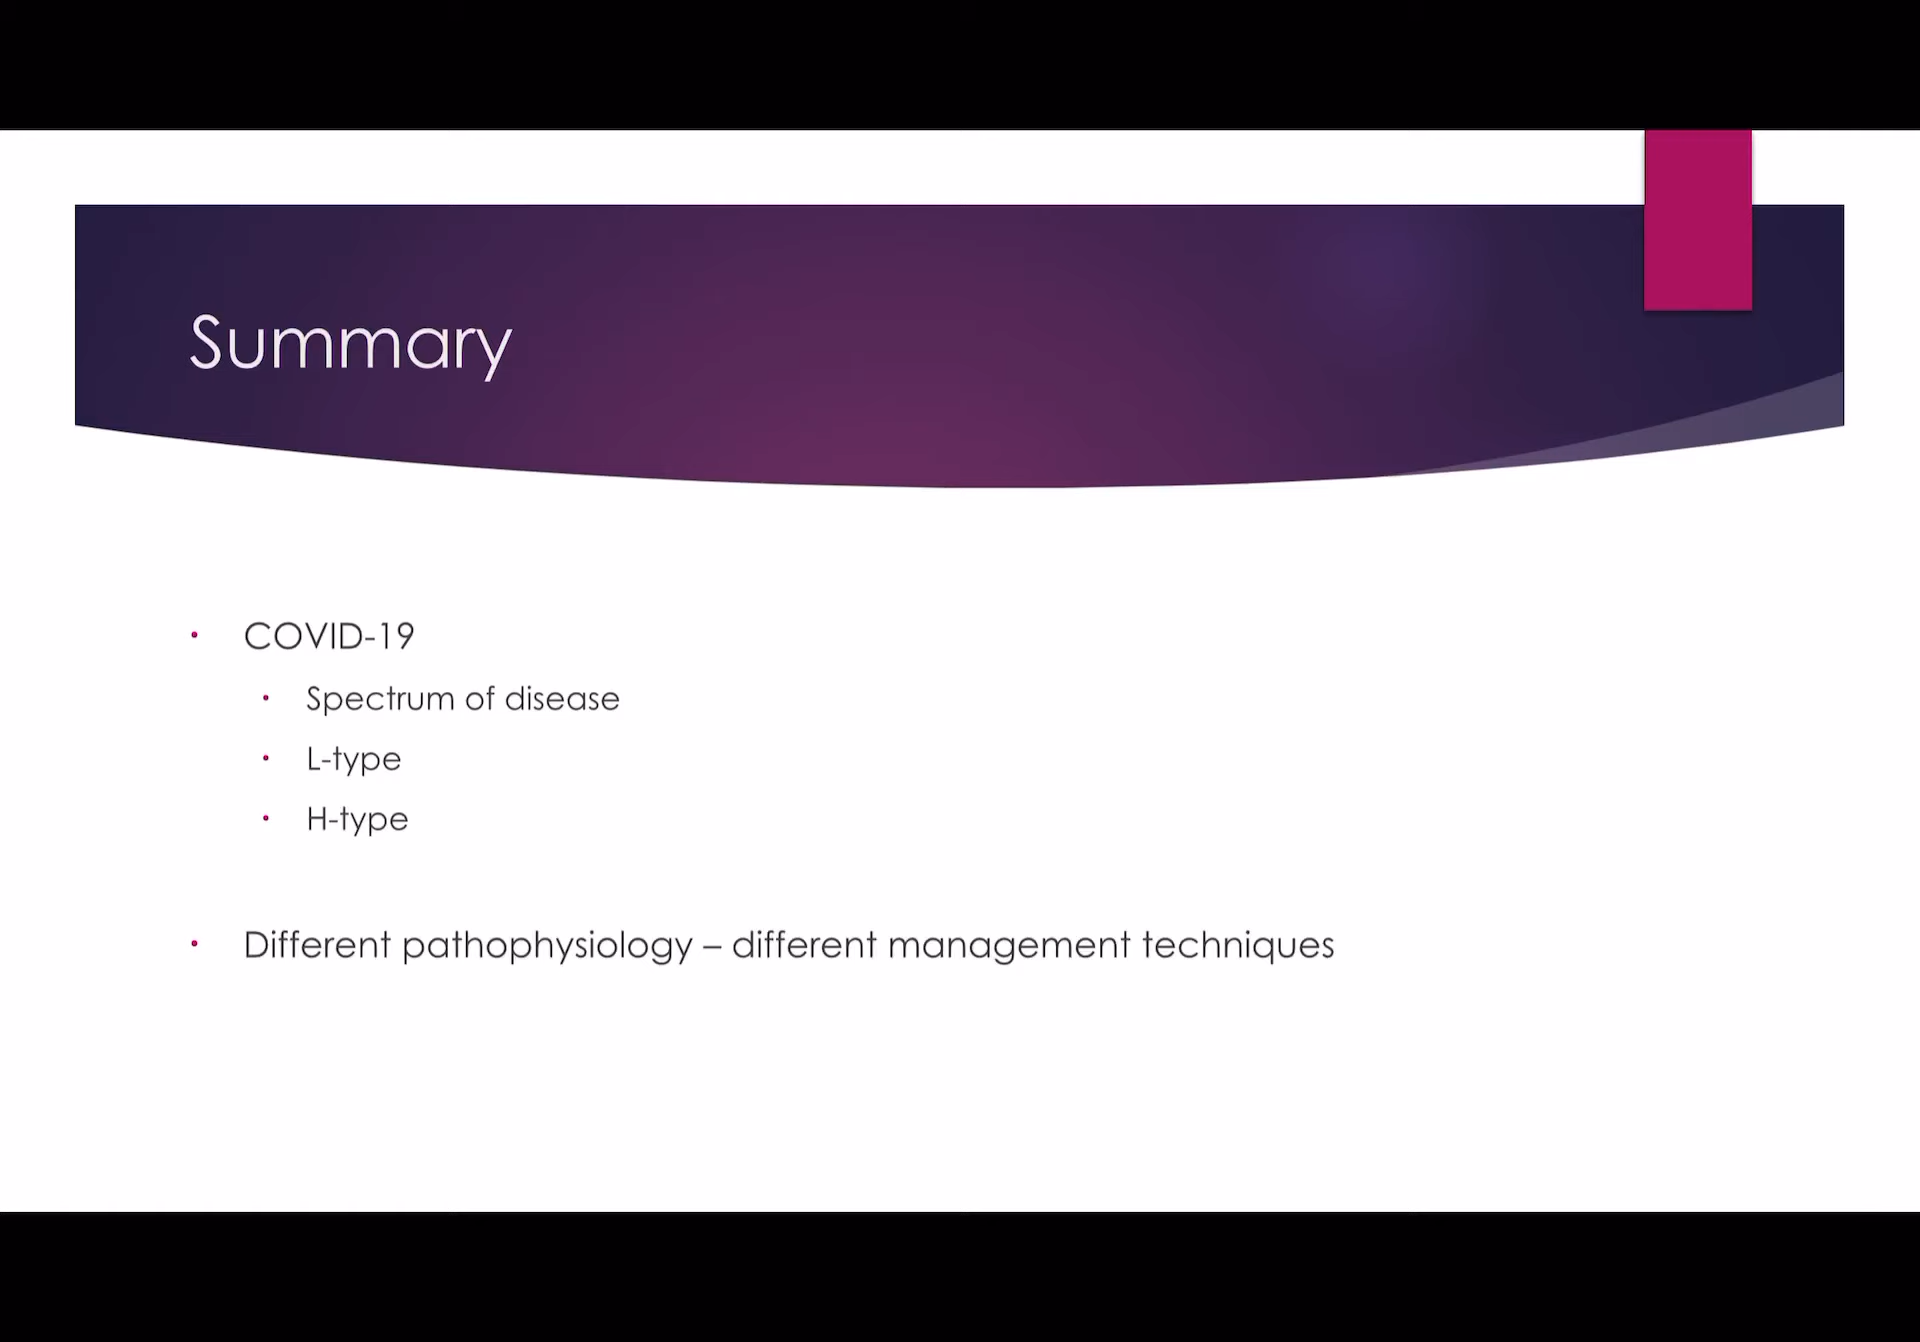 Summary
COVID-19
Spectrum of disease
L-type
H-type
Different pathophysiology – different management techniques